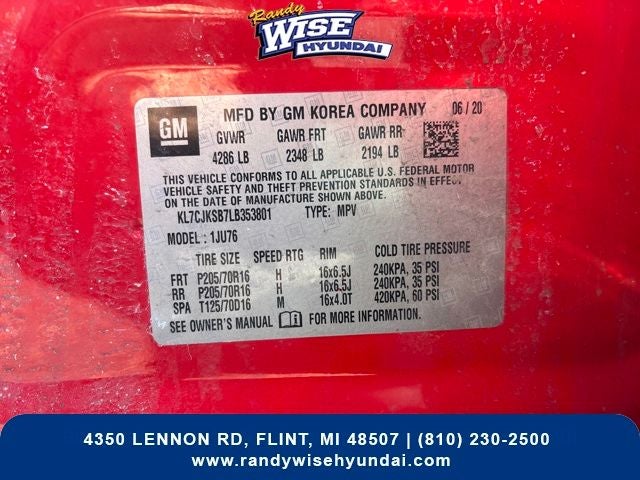 Randy
WISE
HYUNDAI
GM
MFD BY GM KOREA COMPANY 06/20
GVWR GAWR FRT GAWR RR
4286 LB 2348 LB 2194 LB
THIS VEHICLE CONFORMS TO ALL APPLICABLE U.S. FEDERAL MOTOR
VEHICLE SAFETY AND THEFT PREVENTION STANDARDS IN EFFECT
ON THE DATE OF MANUFACTURE SHOWN ABOVE.
KL7CJKSB7LB353801 TYPE: MPV
MODEL: 1JU76
TIRE SIZE SPEED RTG RIM COLD TIRE PRESSURE
FRT P205/70R16 H 16x6.5J 240KPA, 35 PSI
RR P205/70R16 H 16x6.5J 240KPA, 35 PSI
SPA T125/70D16 M 16x4.0T 420KPA, 60 PSI
SEE OWNER'S MANUAL FOR MORE INFORMATION.
4350 LENNON RD, FLINT, MI 48507 | (810) 230-2500
www.randywisehyundai.com